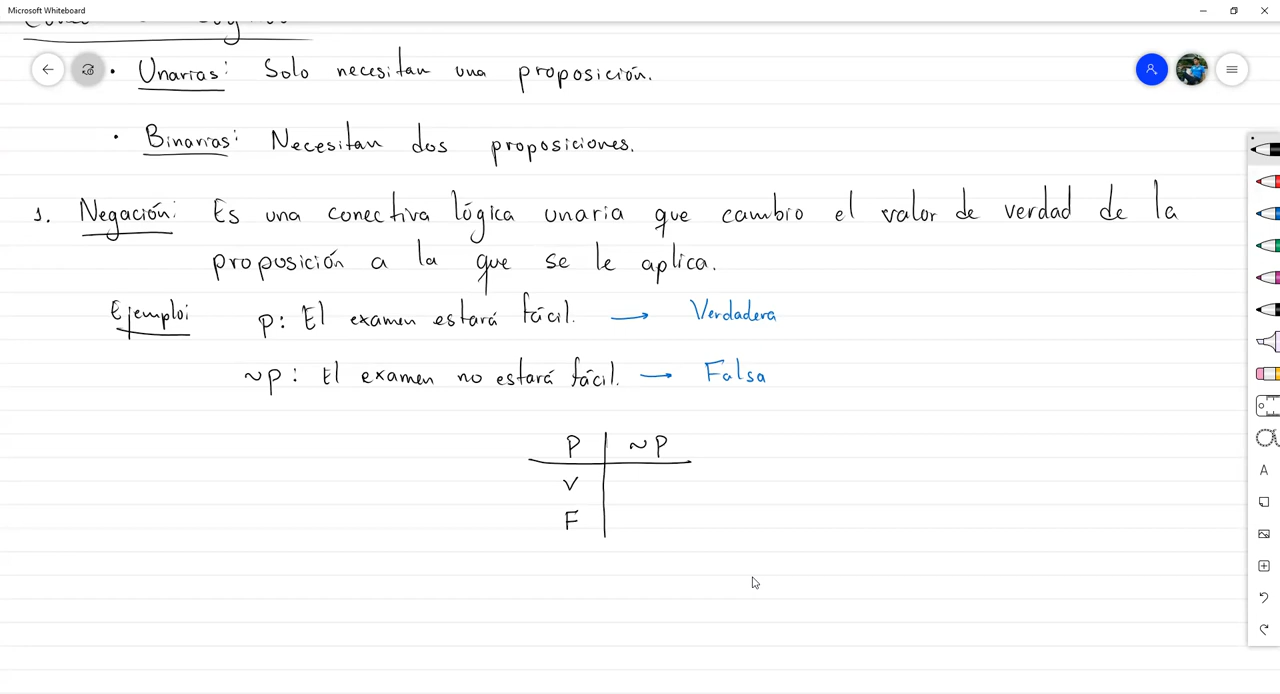 Microsoft Whiteboard
• Unarias: Solo necesitan una proposición.
• Binarias: Necesitan dos proposiciones.
1. Negación: Es una conectiva lógica unaria que cambio el valor de verdad de la
proposición a la que se le aplica.
Ejemplo: p: El examen estará fácil. → Verdadera
~p: El examen no estará fácil. → Falsa
P ~P
V
F